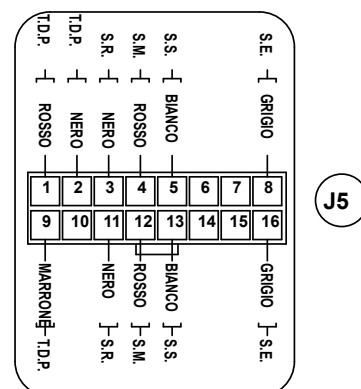 T.D.P. T.D.P. S.R. S.M. S.S. S.E.
ROSSO NERO NERO ROSSO BIANCO GRIGIO
1 2 3 4 5 6 7 8
9 10 11 12 13 14 15 16
MARRONE NERO ROSSO BIANCO GRIGIO
T.D.P. S.R. S.M. S.S. S.E.
J5